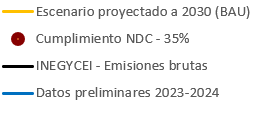 Escenario proyectado a 2030 (BAU)
Cumplimiento NDC - 35%
INEGYCEI - Emisiones brutas
Datos preliminares 2023-2024